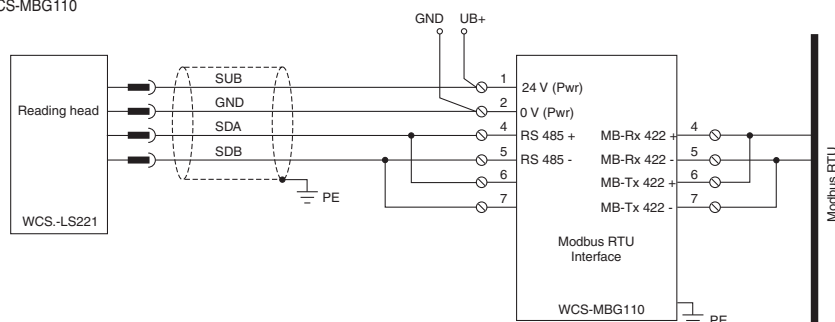 CS-MBG110
GND UB+
Reading head
WCS.-LS221
SUB
GND
SDA
SDB
PE
1 24 V (Pwr)
2 0 V (Pwr)
4 RS 485 + MB-Rx 422 + 4
5 RS 485 - MB-Rx 422 - 5
6 MB-Tx 422 + 6
7 MB-Tx 422 - 7
Modbus RTU
Interface
WCS-MBG110
PE
Modbus RTU